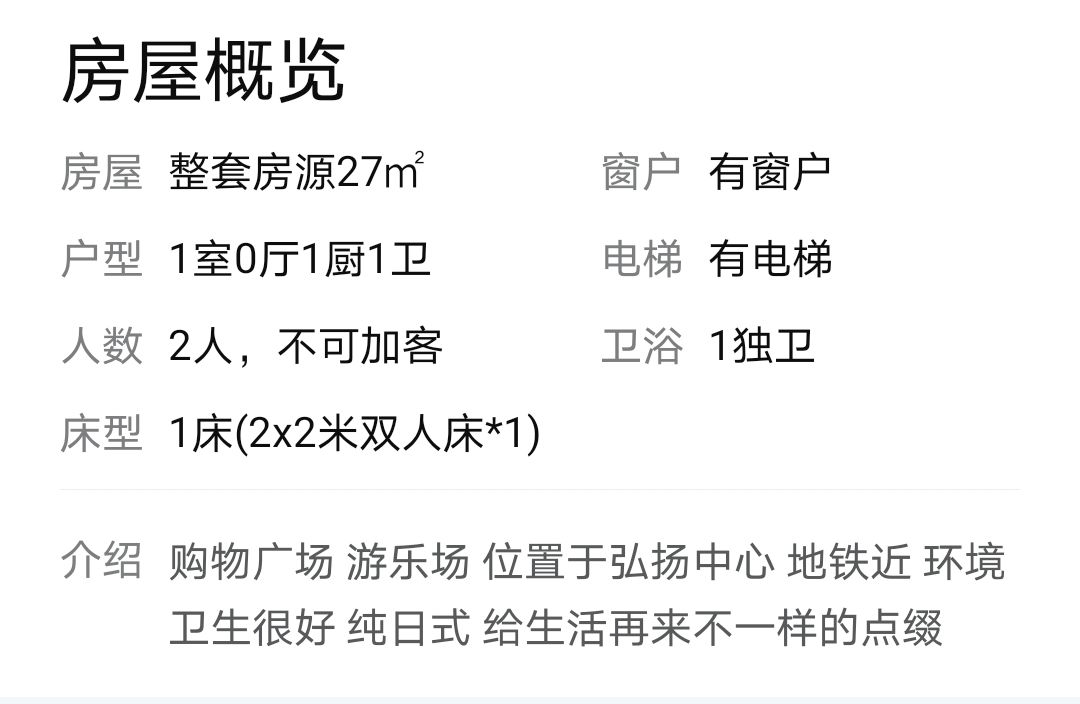 房屋概览
房屋 整套房源27㎡ 窗户 有窗户
户型 1室0厅1厨1卫 电梯 有电梯
人数 2人，不可加客 卫浴 1独卫
床型 1床(2x2米双人床*1)
介绍 购物广场 游乐场 位置于弘扬中心 地铁近 环境
卫生很好 纯日式 给生活再来不一样的点缀